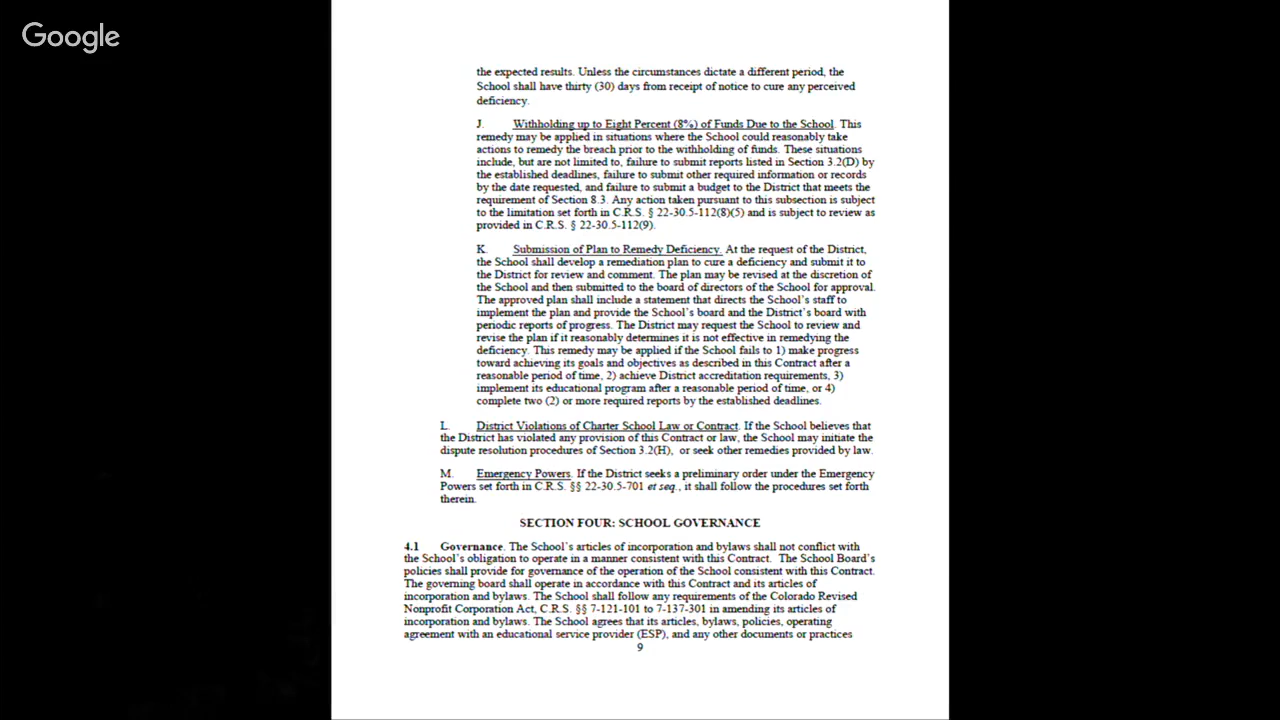 Google
the expected results. Unless the circumstances dictate a different period, the
School shall have thirty (30) days from receipt of notice to cure any perceived
deficiency.
J. Withholding up to Eight Percent (8%) of Funds Due to the School. This
remedy may be applied in situations where the School could reasonably take
actions to remedy the breach prior to the withholding of funds. These situations
include, but are not limited to, failure to submit reports listed in Section 3.2(D) by
the established deadlines, failure to submit other required information or records
by the date requested, and failure to submit a budget to the District that meets the
requirement of Section 8.3. Any action taken pursuant to this subsection is subject
to the limitation set forth in C.R.S. § 22-30.5-112(8)(5) and is subject to review as
provided in C.R.S. § 22-30.5-112(9).
K. Submission of Plan to Remedy Deficiency. At the request of the District,
the School shall develop a remediation plan to cure a deficiency and submit it to
the District for review and comment. The plan may be revised at the discretion of
the School and then submitted to the board of directors of the School for approval.
The approved plan shall include a statement that directs the School's staff to
implement the plan and provide the School's board and the District's board with
periodic reports of progress. The District may request the School to review and
revise the plan if it reasonably determines it is not effective in remedying the
deficiency. This remedy may be applied if the School fails to 1) make progress
toward achieving its goals and objectives as described in this Contract after a
reasonable period of time, 2) achieve District accreditation requirements, 3)
implement its educational program after a reasonable period of time, or 4)
complete two (2) or more required reports by the established deadlines.
L. District Violations of Charter School Law or Contract. If the School believes that
the District has violated any provision of this Contract or law, the School may initiate the
dispute resolution procedures of Section 3.2(H), or seek other remedies provided by law.
M. Emergency Powers. If the District seeks a preliminary order under the Emergency
Powers set forth in C.R.S. §§ 22-30.5-701 et seq., it shall follow the procedures set forth
therein.
SECTION FOUR: SCHOOL GOVERNANCE
4.1 Governance. The School's articles of incorporation and bylaws shall not conflict with
the School's obligation to operate in a manner consistent with this Contract. The School Board's
policies shall provide for governance of the operation of the School consistent with this Contract.
The governing board shall operate in accordance with this Contract and its articles of
incorporation and bylaws. The School shall follow any requirements of the Colorado Revised
Nonprofit Corporation Act, C.R.S. §§ 7-121-101 to 7-137-301 in amending its articles of
incorporation and bylaws. The School agrees that its articles, bylaws, policies, operating
agreement with an educational service provider (ESP), and any other documents or practices
9